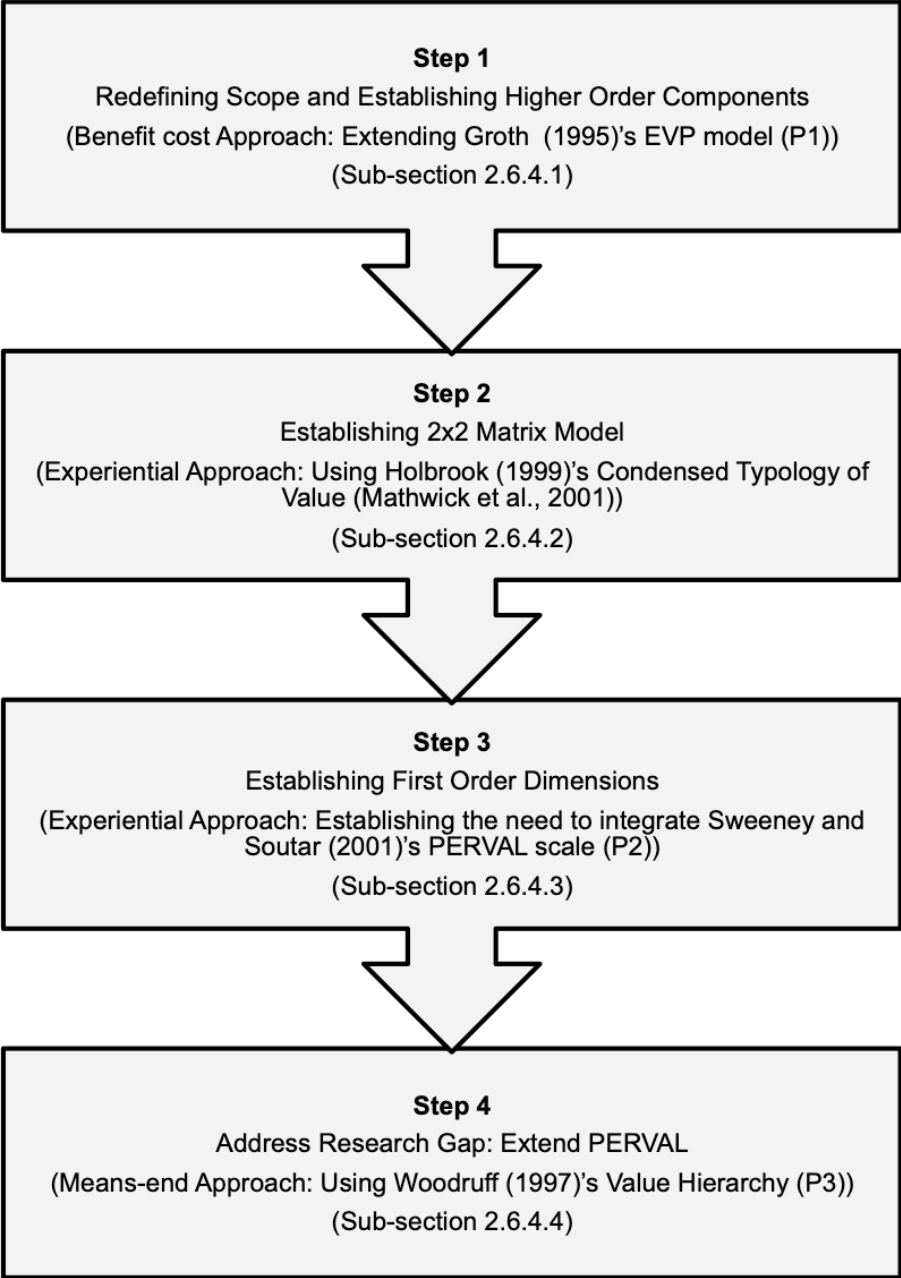 Step 1
Redefining Scope and Establishing Higher Order Components
(Benefit cost Approach: Extending Groth  (1995)’s EVP model (P1))
(Sub-section 2.6.4.1)
Step 2
Establishing 2x2 Matrix Model
(Experiential Approach: Using Holbrook (1999)’s Condensed Typology of
Value (Mathwick et al., 2001))
(Sub-section 2.6.4.2)
Step 3
Establishing First Order Dimensions
(Experiential Approach: Establishing the need to integrate Sweeney and
Soutar (2001)’s PERVAL scale (P2))
(Sub-section 2.6.4.3)
Step 4
Address Research Gap: Extend PERVAL
(Means-end Approach: Using Woodruff (1997)’s Value Hierarchy (P3))
(Sub-section 2.6.4.4)